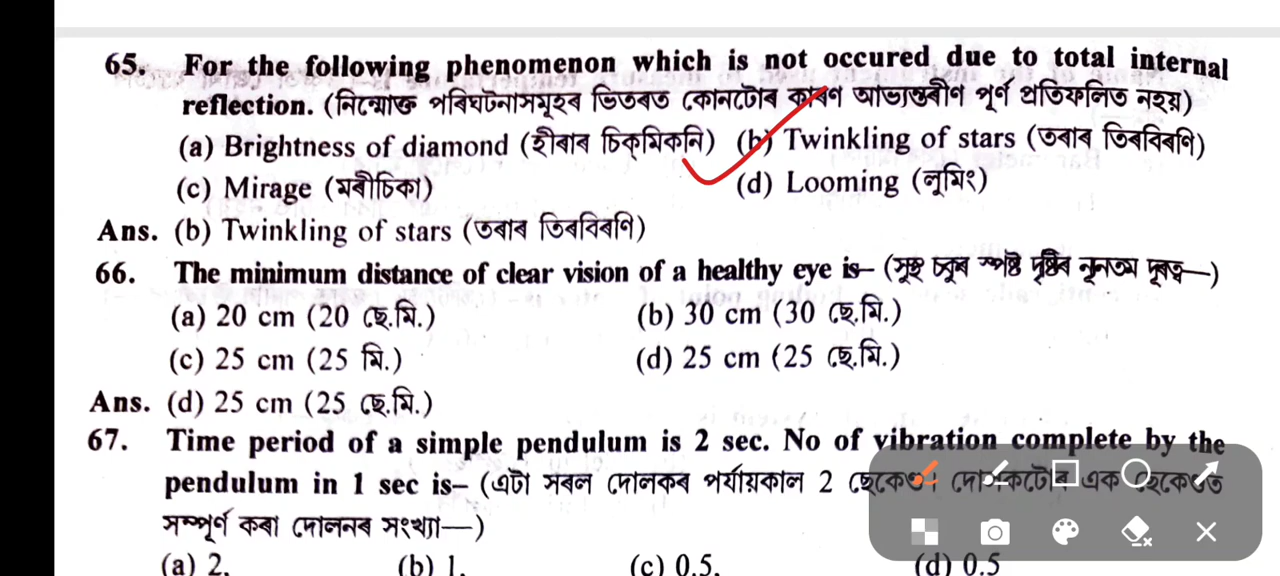 65. For the following phenomenon which is not occured due to total internal
reflection. (নিম্নোক্ত পৰিঘটনাসমূহৰ ভিতৰত কোনটোৰ কাৰণ আভ্যন্তৰীণ পূৰ্ণ প্ৰতিফলিত নহয়)
(a) Brightness of diamond (হীৰাৰ চিক্‌মিকনি) (b) Twinkling of stars (তৰাৰ তিৰবিৰণি)
(c) Mirage (মৰীচিকা) (d) Looming (লুমিং)
Ans. (b) Twinkling of stars (তৰাৰ তিৰবিৰণি)
66. The minimum distance of clear vision of a healthy eye is– (সুস্থ চকুৰ স্পষ্ট দৃষ্টিৰ নূন্যতম দূৰত্ব—)
(a) 20 cm (20 ছে.মি.) (b) 30 cm (30 ছে.মি.)
(c) 25 cm (25 মি.) (d) 25 cm (25 ছে.মি.)
Ans. (d) 25 cm (25 ছে.মি.)
67. Time period of a simple pendulum is 2 sec. No of vibration complete by the
pendulum in 1 sec is– (এটা সৰল দোলকৰ পৰ্যায়কাল 2 ছেকেণ্ড। দোলকটোৰ এক ছেকেণ্ডত
সম্পূৰ্ণ কৰা দোলনৰ সংখ্যা—)
(a) 2. (b) 1. (c) 0.5. (d) 0.5